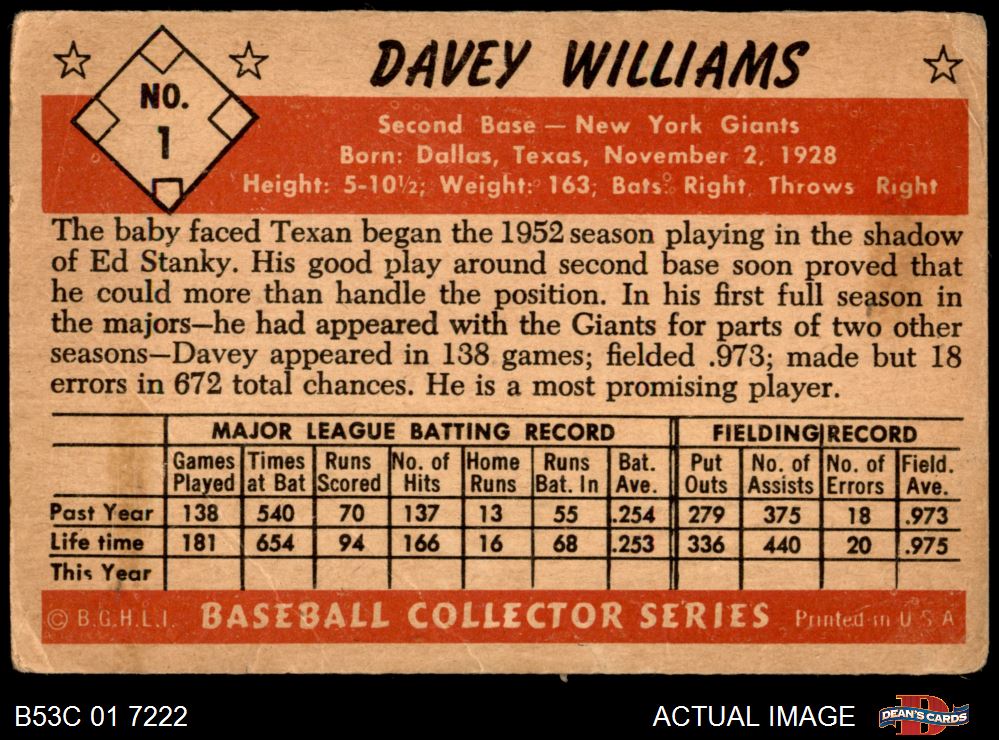 DAVEY WILLIAMS
NO.
1
Second Base — New York Giants
Born: Dallas, Texas, November 2, 1928
Height: 5-10½; Weight: 163; Bats: Right, Throws Right
The baby faced Texan began the 1952 season playing in the shadow
of Ed Stanky. His good play around second base soon proved that
he could more than handle the position. In his first full season in
the majors—he had appeared with the Giants for parts of two other
seasons—Davey appeared in 138 games; fielded .973; made but 18
errors in 672 total chances. He is a most promising player.
MAJOR LEAGUE BATTING RECORD FIELDING RECORD
Games Times Runs No. of Home Runs Bat. Put No. of No. of Field.
Played at Bat Scored Hits Runs Bat. In Ave. Outs Assists Errors Ave.
Past Year 138 540 70 137 13 55 .254 279 375 18 .973
Life time 181 654 94 166 16 68 .253 336 440 20 .975
This Year
© B.G.H.L.I. BASEBALL COLLECTOR SERIES Printed in U S A
B53C 01 7222 ACTUAL IMAGE DEAN'S CARDS